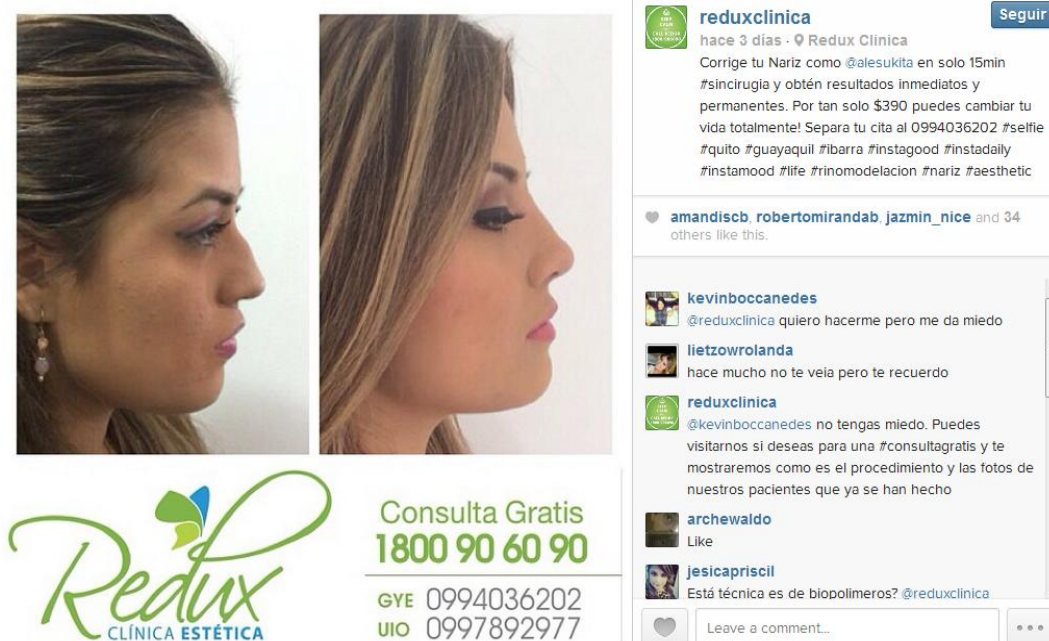 reduxclinica
Seguir
hace 3 días · Redux Clinica
Corrige tu Nariz como @alesukita en solo 15min
#sincirugia y obtén resultados inmediatos y
permanentes. Por tan solo $390 puedes cambiar tu
vida totalmente! Separa tu cita al 0994036202 #selfie
#quito #guayaquil #ibarra #instagood #instadaily
#instamood #life #rinomodelacion #nariz #aesthetic
amandiscb, robertomirandab, jazmin_nice and 34
others like this.
kevinboccanedes
@reduxclinica quiero hacerme pero me da miedo
lietzowrolanda
hace mucho no te veia pero te recuerdo
reduxclinica
@kevinboccanedes no tengas miedo. Puedes
visitarnos si deseas para una #consultagratis y te
mostraremos como es el procedimiento y las fotos de
nuestros pacientes que ya se han hecho
archewaldo
Like
jesicapriscil
Está técnica es de biopolimeros? @reduxclinica
Leave a comment...
Redux
CLÍNICA ESTÉTICA
Consulta Gratis
1800 90 60 90
GYE 0994036202
UIO 0997892977